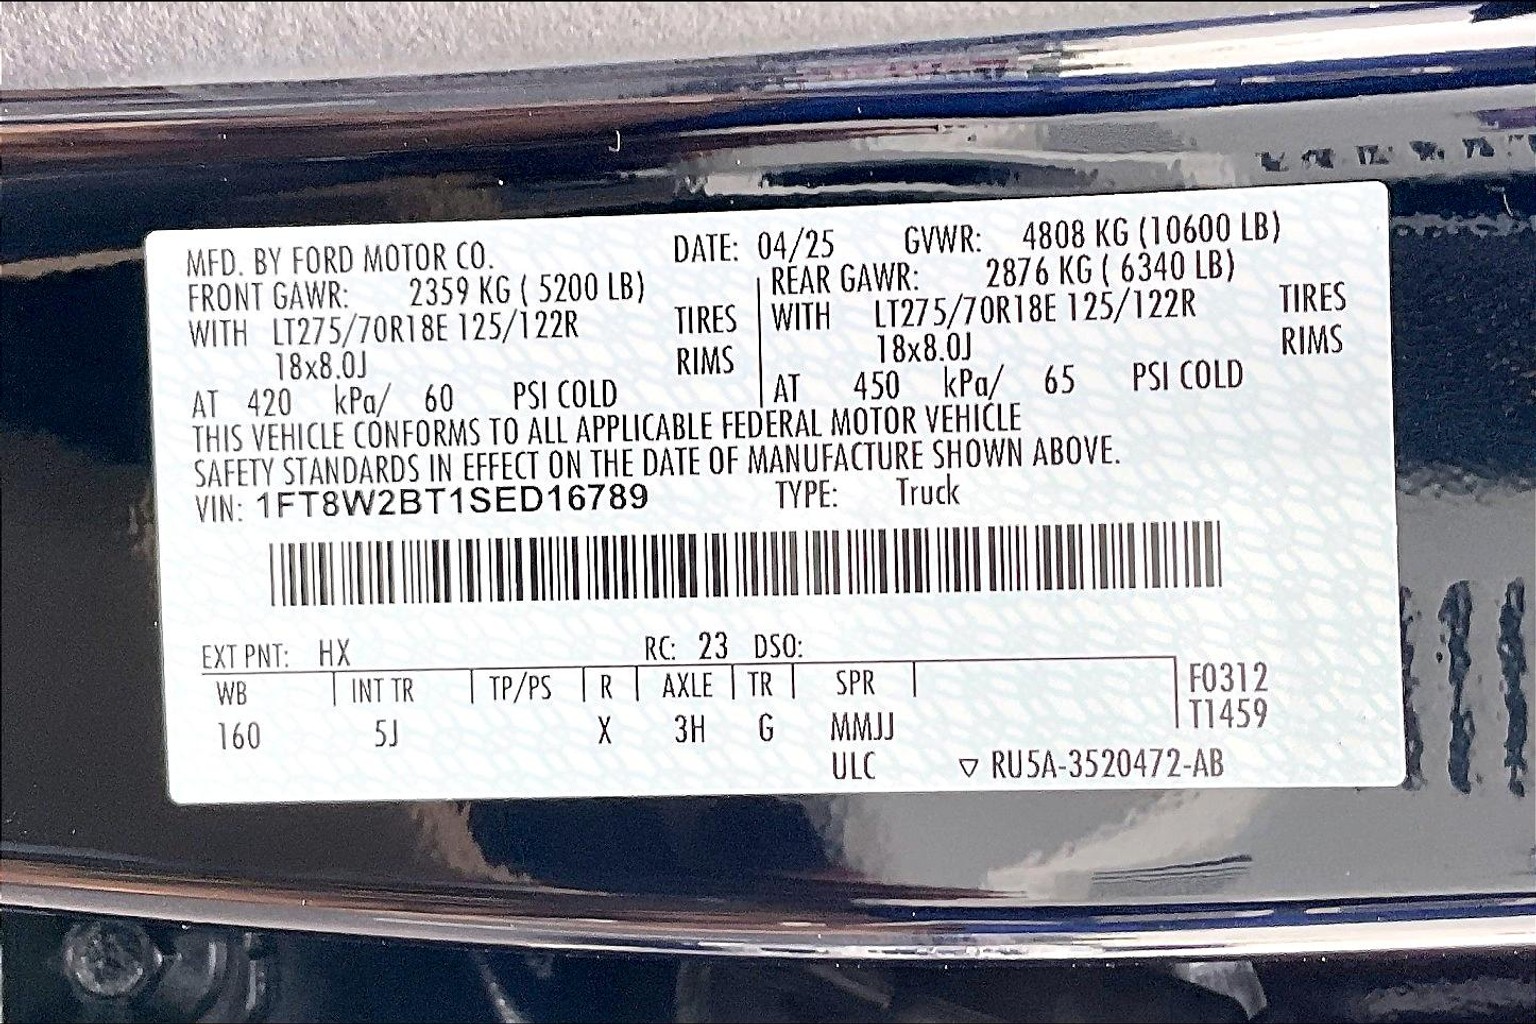 MFD. BY FORD MOTOR CO. DATE: 04/25 GVWR: 4808 KG (10600 LB)
FRONT GAWR: 2359 KG ( 5200 LB) REAR GAWR: 2876 KG ( 6340 LB)
WITH LT275/70R18E 125/122R TIRES WITH LT275/70R18E 125/122R TIRES
18x8.0J RIMS 18x8.0J RIMS
AT 420 kPa/ 60 PSI COLD AT 450 kPa/ 65 PSI COLD
THIS VEHICLE CONFORMS TO ALL APPLICABLE FEDERAL MOTOR VEHICLE
SAFETY STANDARDS IN EFFECT ON THE DATE OF MANUFACTURE SHOWN ABOVE.
VIN: 1FT8W2BT1SED16789 TYPE: Truck
EXT PNT: HX RC: 23 DSO:
WB INT TR TP/PS R AXLE TR SPR F0312
160 5J X 3H G MMJJ T1459
ULC ▽ RU5A-3520472-AB